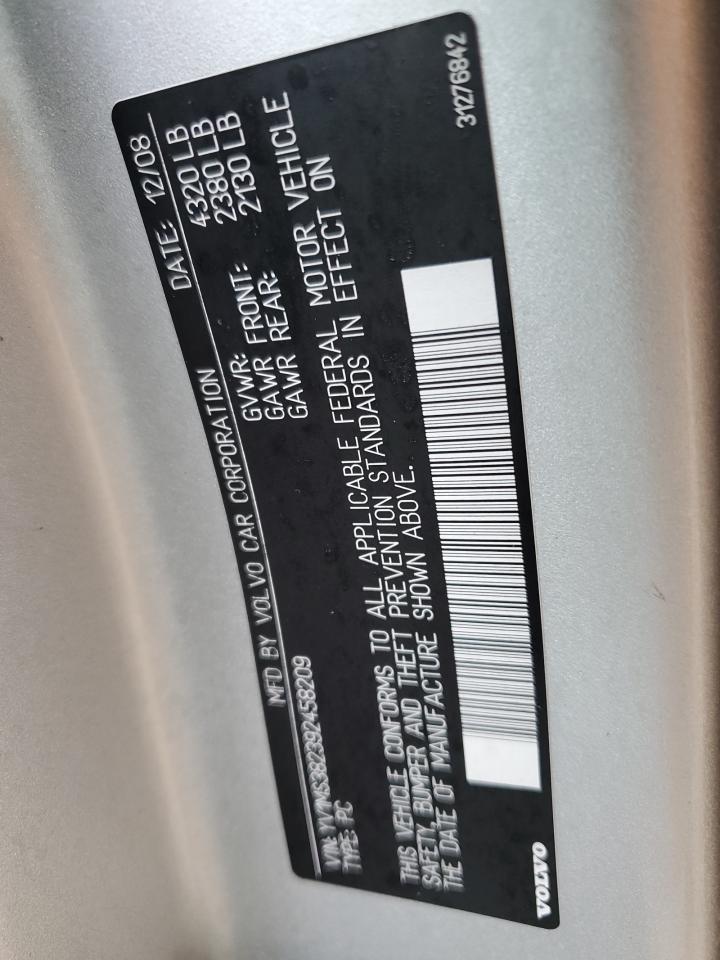 MFD BY VOLVO CAR CORPORATION DATE: 12/08
VIN: YV1MS382392458209
TYPE: PC
GVWR: 4320 LB
GAWR FRONT: 2380 LB
GAWR REAR: 2130 LB
THIS VEHICLE CONFORMS TO ALL APPLICABLE FEDERAL MOTOR VEHICLE
SAFETY, BUMPER AND THEFT PREVENTION STANDARDS IN EFFECT ON
THE DATE OF MANUFACTURE SHOWN ABOVE.
VOLVO
31276842